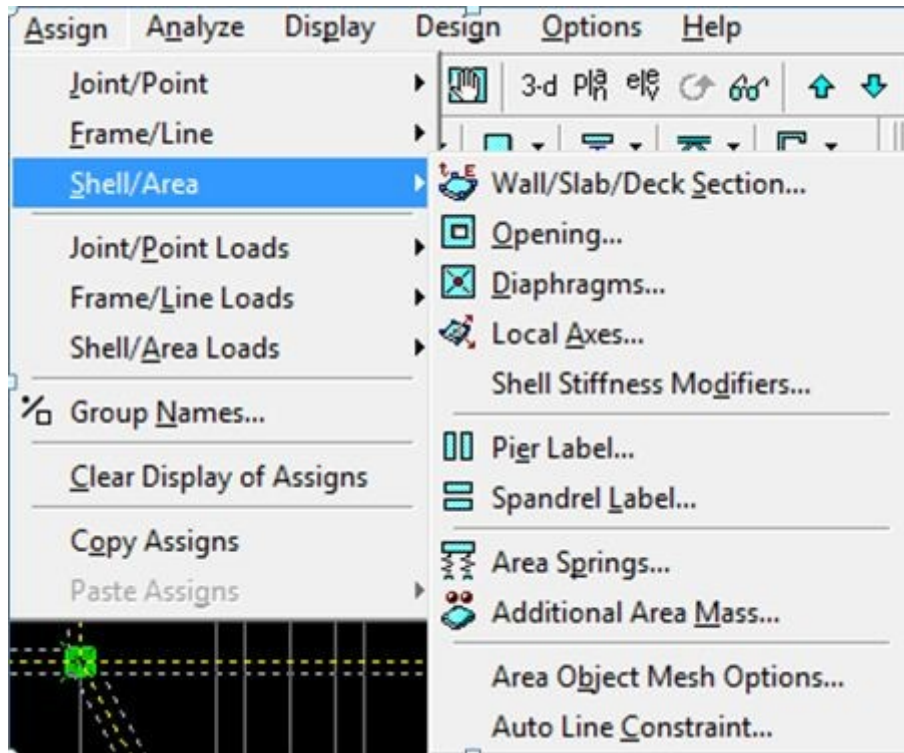 Assign Analyze Display Design Options Help
Joint/Point
Frame/Line
Shell/Area
Joint/Point Loads
Frame/Line Loads
Shell/Area Loads
Group Names...
Clear Display of Assigns
Copy Assigns
Paste Assigns
3-d plan elev
Wall/Slab/Deck Section...
Opening...
Diaphragms...
Local Axes...
Shell Stiffness Modifiers...
Pier Label...
Spandrel Label...
Area Springs...
Additional Area Mass...
Area Object Mesh Options...
Auto Line Constraint...